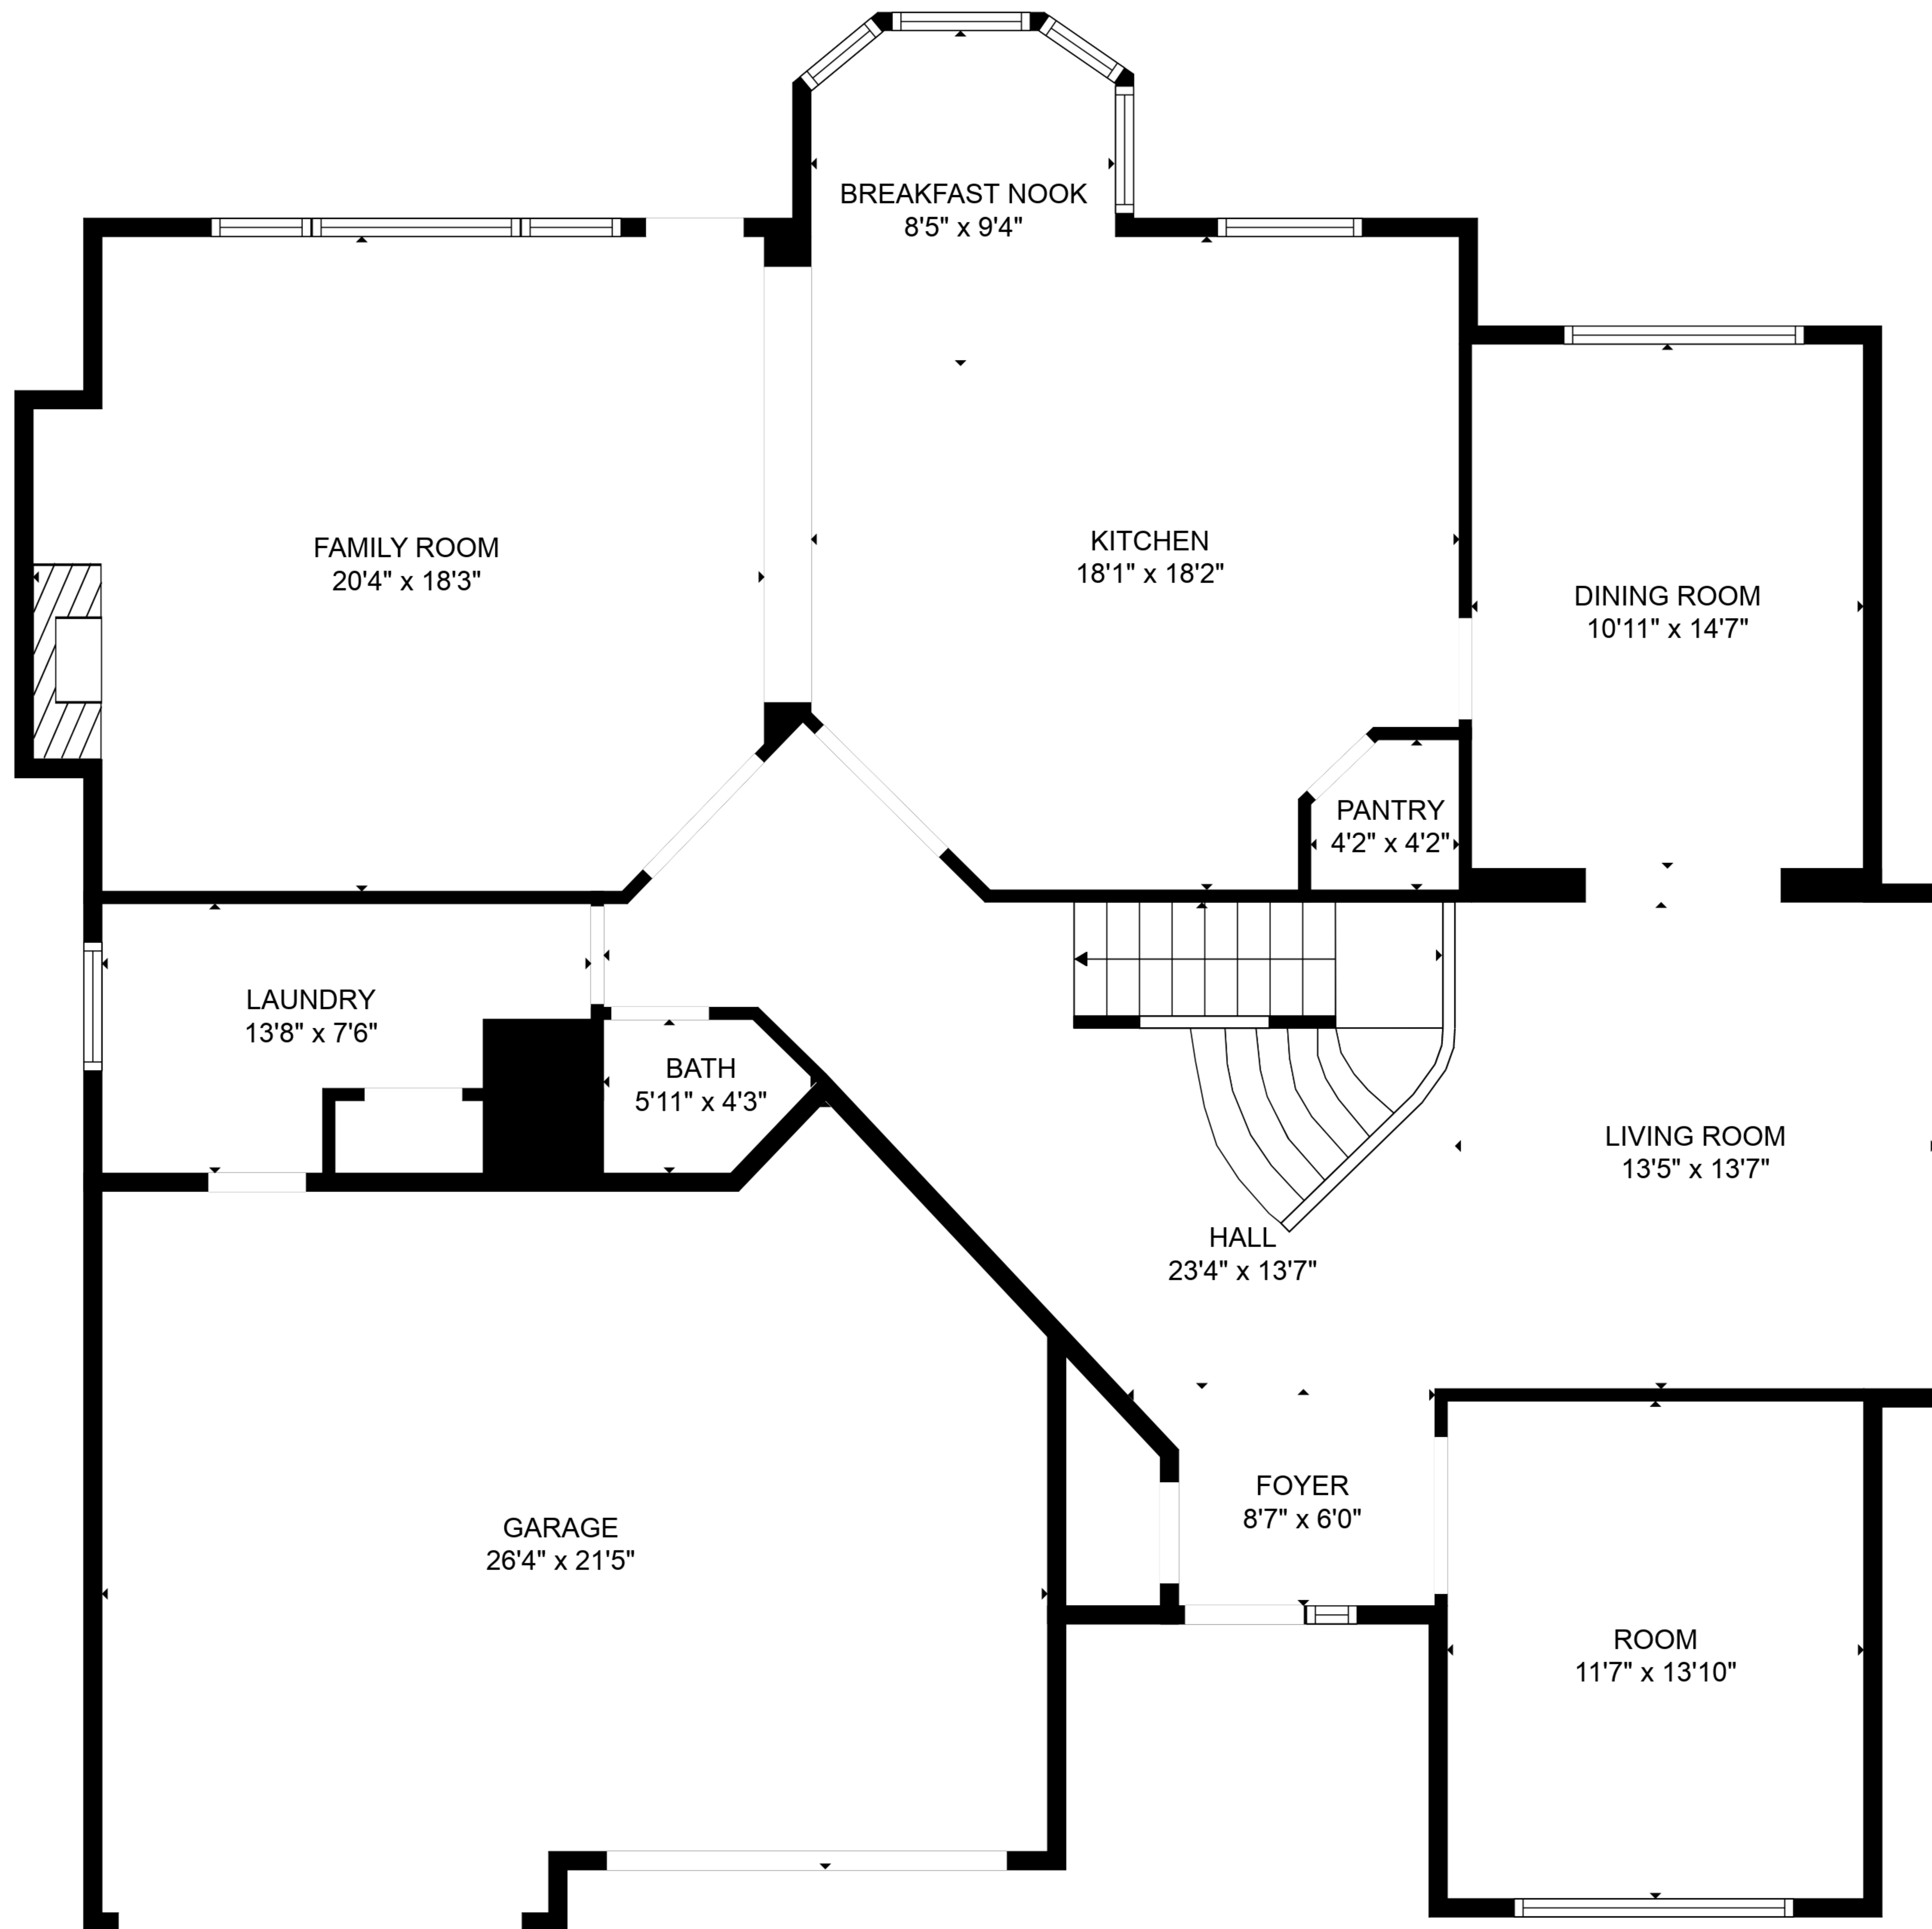 BREAKFAST NOOK
8'5" x 9'4"
FAMILY ROOM
20'4" x 18'3"
KITCHEN
18'1" x 18'2"
DINING ROOM
10'11" x 14'7"
PANTRY
4'2" x 4'2"
LAUNDRY
13'8" x 7'6"
BATH
5'11" x 4'3"
LIVING ROOM
13'5" x 13'7"
HALL
23'4" x 13'7"
FOYER
8'7" x 6'0"
GARAGE
26'4" x 21'5"
ROOM
11'7" x 13'10"